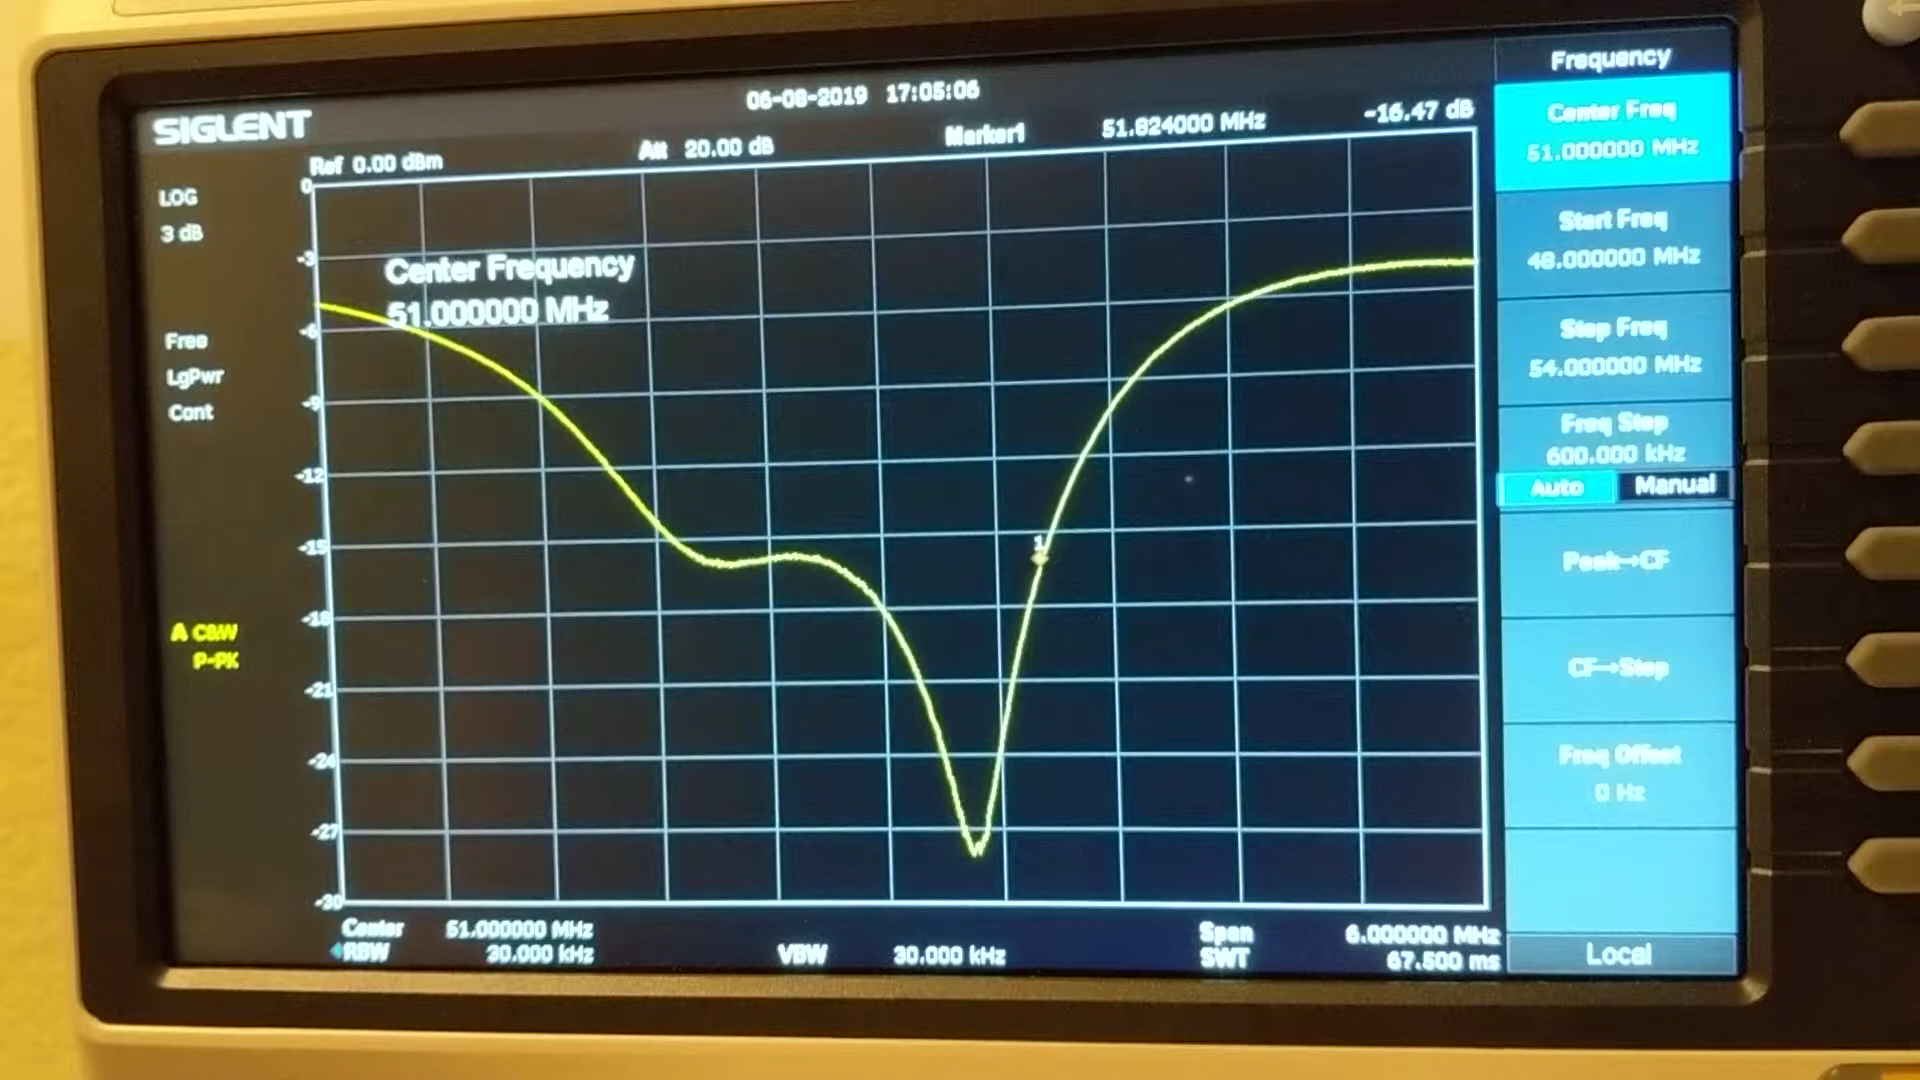 Frequency
06-08-2019 17:05:06
SIGLENT
Marker1 51.824000 MHz -16.47 dB
Ref 0.00 dBm Att 20.00 dB
LOG
3 dB
Free
LgPwr
Cont
A C&W
P-PK
0
-3
-6
-9
-12
-15
-18
-21
-24
-27
-30
Center Frequency
51.000000 MHz
1
Center 51.000000 MHz Span 6.000000 MHz
RBW 30.000 kHz VBW 30.000 kHz SWT 67.500 ms
Center Freq
51.000000 MHz
Start Freq
48.000000 MHz
Stop Freq
54.000000 MHz
Freq Step
600.000 kHz
Auto Manual
Peak→CF
CF→Step
Freq Offset
0 Hz
Local